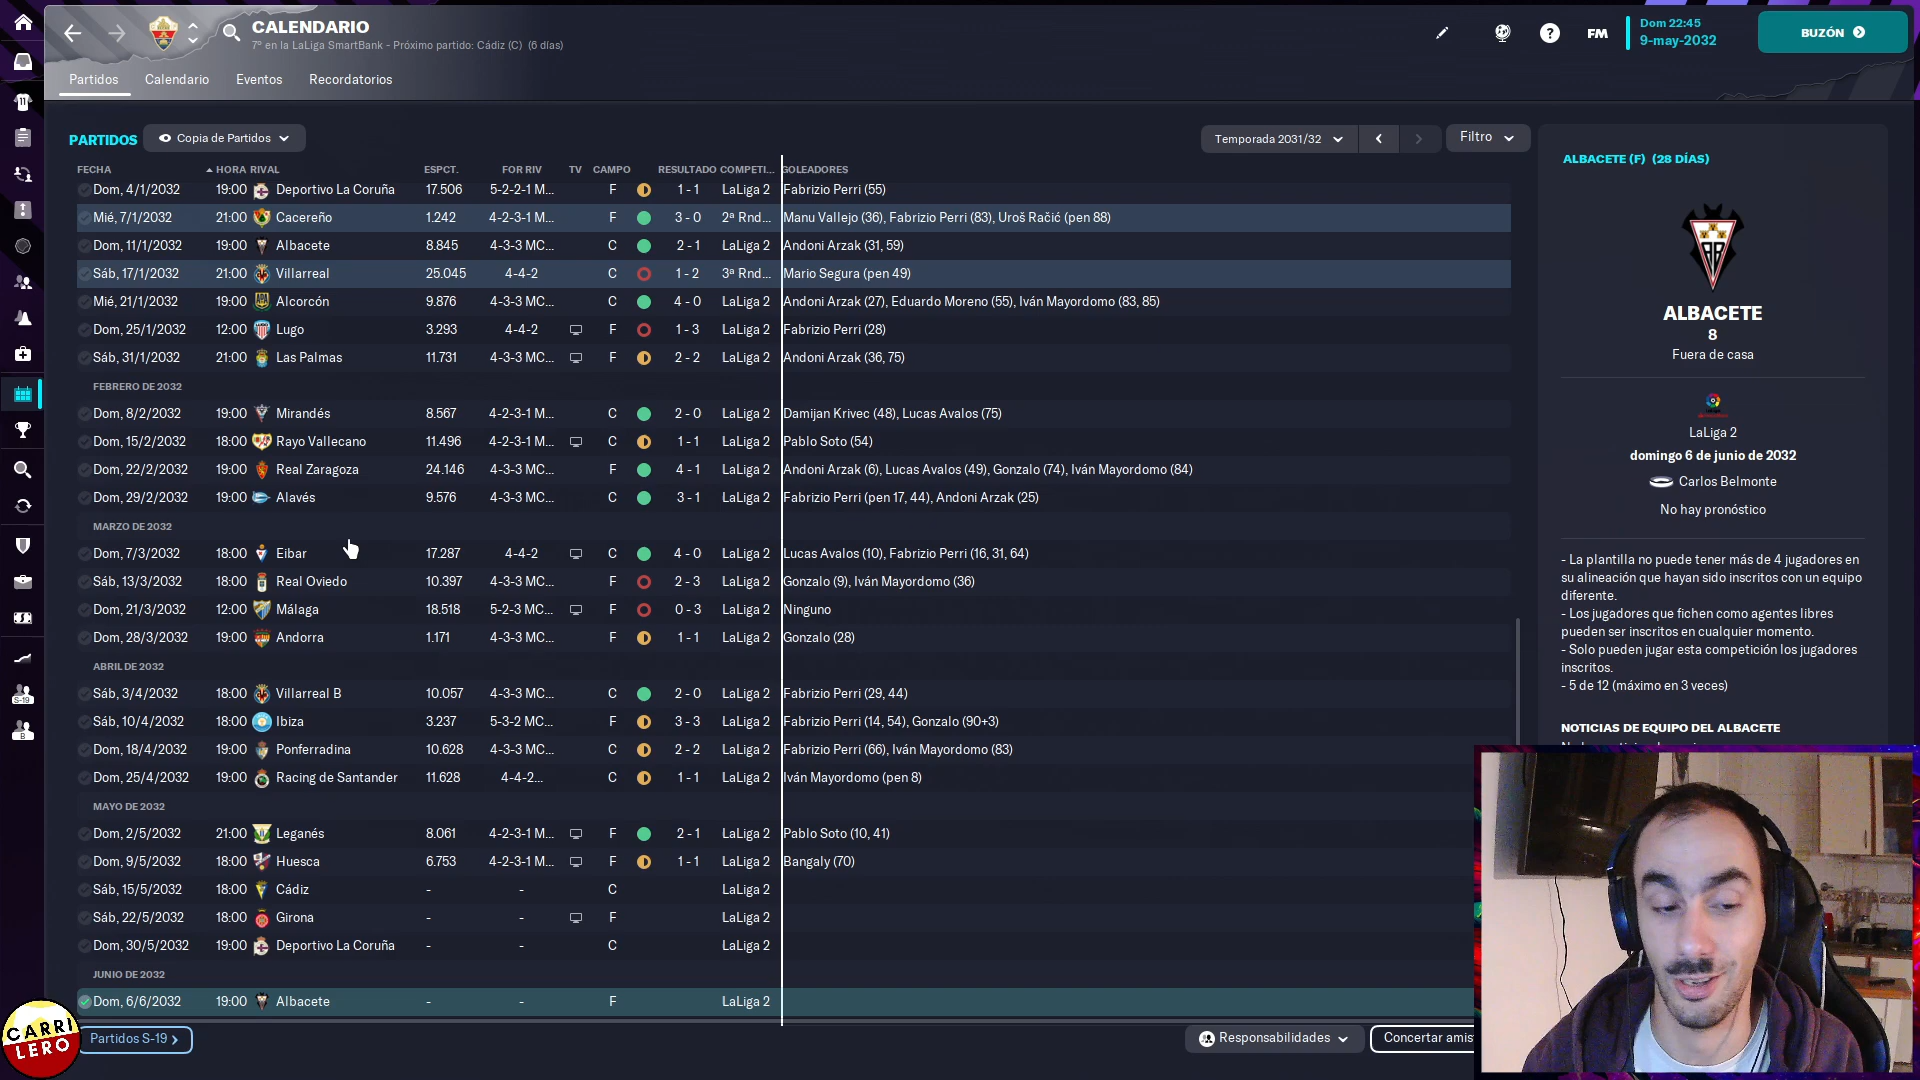 CALENDARIO
7º en la LaLiga SmartBank - Próximo partido: Cádiz (C) (6 días)
FM
Dom 22:45
9-may-2032
BUZÓN
Partidos Calendario Eventos Recordatorios
PARTIDOS Copia de Partidos Temporada 2031/32 Filtro
FECHA HORA RIVAL ESPCT. FOR RIV TV CAMPO RESULTADO COMPETI... GOLEADORES
Dom, 4/1/2032 19:00 Deportivo La Coruña 17.506 5-2-2-1 M... F 1 - 1 LaLiga 2 Fabrizio Perri (55)
Mié, 7/1/2032 21:00 Cacereño 1.242 4-2-3-1 M... F 3 - 0 2ª Rnd... Manu Vallejo (36), Fabrizio Perri (83), Uroš Račić (pen 88)
Dom, 11/1/2032 19:00 Albacete 8.845 4-3-3 MC... C 2 - 1 LaLiga 2 Andoni Arzak (31, 59)
Sáb, 17/1/2032 21:00 Villarreal 25.045 4-4-2 C 1 - 2 3ª Rnd... Mario Segura (pen 49)
Mié, 21/1/2032 19:00 Alcorcón 9.876 4-3-3 MC... C 4 - 0 LaLiga 2 Andoni Arzak (27), Eduardo Moreno (55), Iván Mayordomo (83, 85)
Dom, 25/1/2032 12:00 Lugo 3.293 4-4-2 F 1 - 3 LaLiga 2 Fabrizio Perri (28)
Sáb, 31/1/2032 21:00 Las Palmas 11.731 4-3-3 MC... F 2 - 2 LaLiga 2 Andoni Arzak (36, 75)
FEBRERO DE 2032
Dom, 8/2/2032 19:00 Mirandés 8.567 4-2-3-1 M... C 2 - 0 LaLiga 2 Damijan Krivec (48), Lucas Avalos (75)
Dom, 15/2/2032 18:00 Rayo Vallecano 11.496 4-2-3-1 M... C 1 - 1 LaLiga 2 Pablo Soto (54)
Dom, 22/2/2032 19:00 Real Zaragoza 24.146 4-3-3 MC... F 4 - 1 LaLiga 2 Andoni Arzak (6), Lucas Avalos (49), Gonzalo (74), Iván Mayordomo (84)
Dom, 29/2/2032 19:00 Alavés 9.576 4-3-3 MC... C 3 - 1 LaLiga 2 Fabrizio Perri (pen 17, 44), Andoni Arzak (25)
MARZO DE 2032
Dom, 7/3/2032 18:00 Eibar 17.287 4-4-2 C 4 - 0 LaLiga 2 Lucas Avalos (10), Fabrizio Perri (16, 31, 64)
Sáb, 13/3/2032 18:00 Real Oviedo 10.397 4-3-3 MC... F 2 - 3 LaLiga 2 Gonzalo (9), Iván Mayordomo (36)
Dom, 21/3/2032 12:00 Málaga 18.518 5-2-3 MC... F 0 - 3 LaLiga 2 Ninguno
Dom, 28/3/2032 19:00 Andorra 1.171 4-3-3 MC... F 1 - 1 LaLiga 2 Gonzalo (28)
ABRIL DE 2032
Sáb, 3/4/2032 18:00 Villarreal B 10.057 4-3-3 MC... C 2 - 0 LaLiga 2 Fabrizio Perri (29, 44)
Sáb, 10/4/2032 18:00 Ibiza 3.237 5-3-2 MC... F 3 - 3 LaLiga 2 Fabrizio Perri (14, 54), Gonzalo (90+3)
Dom, 18/4/2032 19:00 Ponferradina 10.628 4-3-3 MC... C 2 - 2 LaLiga 2 Fabrizio Perri (66), Iván Mayordomo (83)
Dom, 25/4/2032 19:00 Racing de Santander 11.628 4-4-2... C 1 - 1 LaLiga 2 Iván Mayordomo (pen 8)
MAYO DE 2032
Dom, 2/5/2032 21:00 Leganés 8.061 4-2-3-1 M... F 2 - 1 LaLiga 2 Pablo Soto (10, 41)
Dom, 9/5/2032 18:00 Huesca 6.753 4-2-3-1 M... F 1 - 1 LaLiga 2 Bangaly (70)
Sáb, 15/5/2032 18:00 Cádiz - - C LaLiga 2
Sáb, 22/5/2032 18:00 Girona - - F LaLiga 2
Dom, 30/5/2032 19:00 Deportivo La Coruña - - C LaLiga 2
JUNIO DE 2032
Dom, 6/6/2032 19:00 Albacete - - F LaLiga 2
Partidos S-19 Responsabilidades Concertar amis
CARRI
LERO
S-19
B
ALBACETE (F) (28 DÍAS)
ALBACETE
8
Fuera de casa
LaLiga 2
domingo 6 de junio de 2032
Carlos Belmonte
No hay pronóstico
- La plantilla no puede tener más de 4 jugadores en
su alineación que hayan sido inscritos con un equipo
diferente.
- Los jugadores que fichen como agentes libres
pueden ser inscritos en cualquier momento.
- Solo pueden jugar esta competición los jugadores
inscritos.
- 5 de 12 (máximo en 3 veces)
NOTICIAS DE EQUIPO DEL ALBACETE